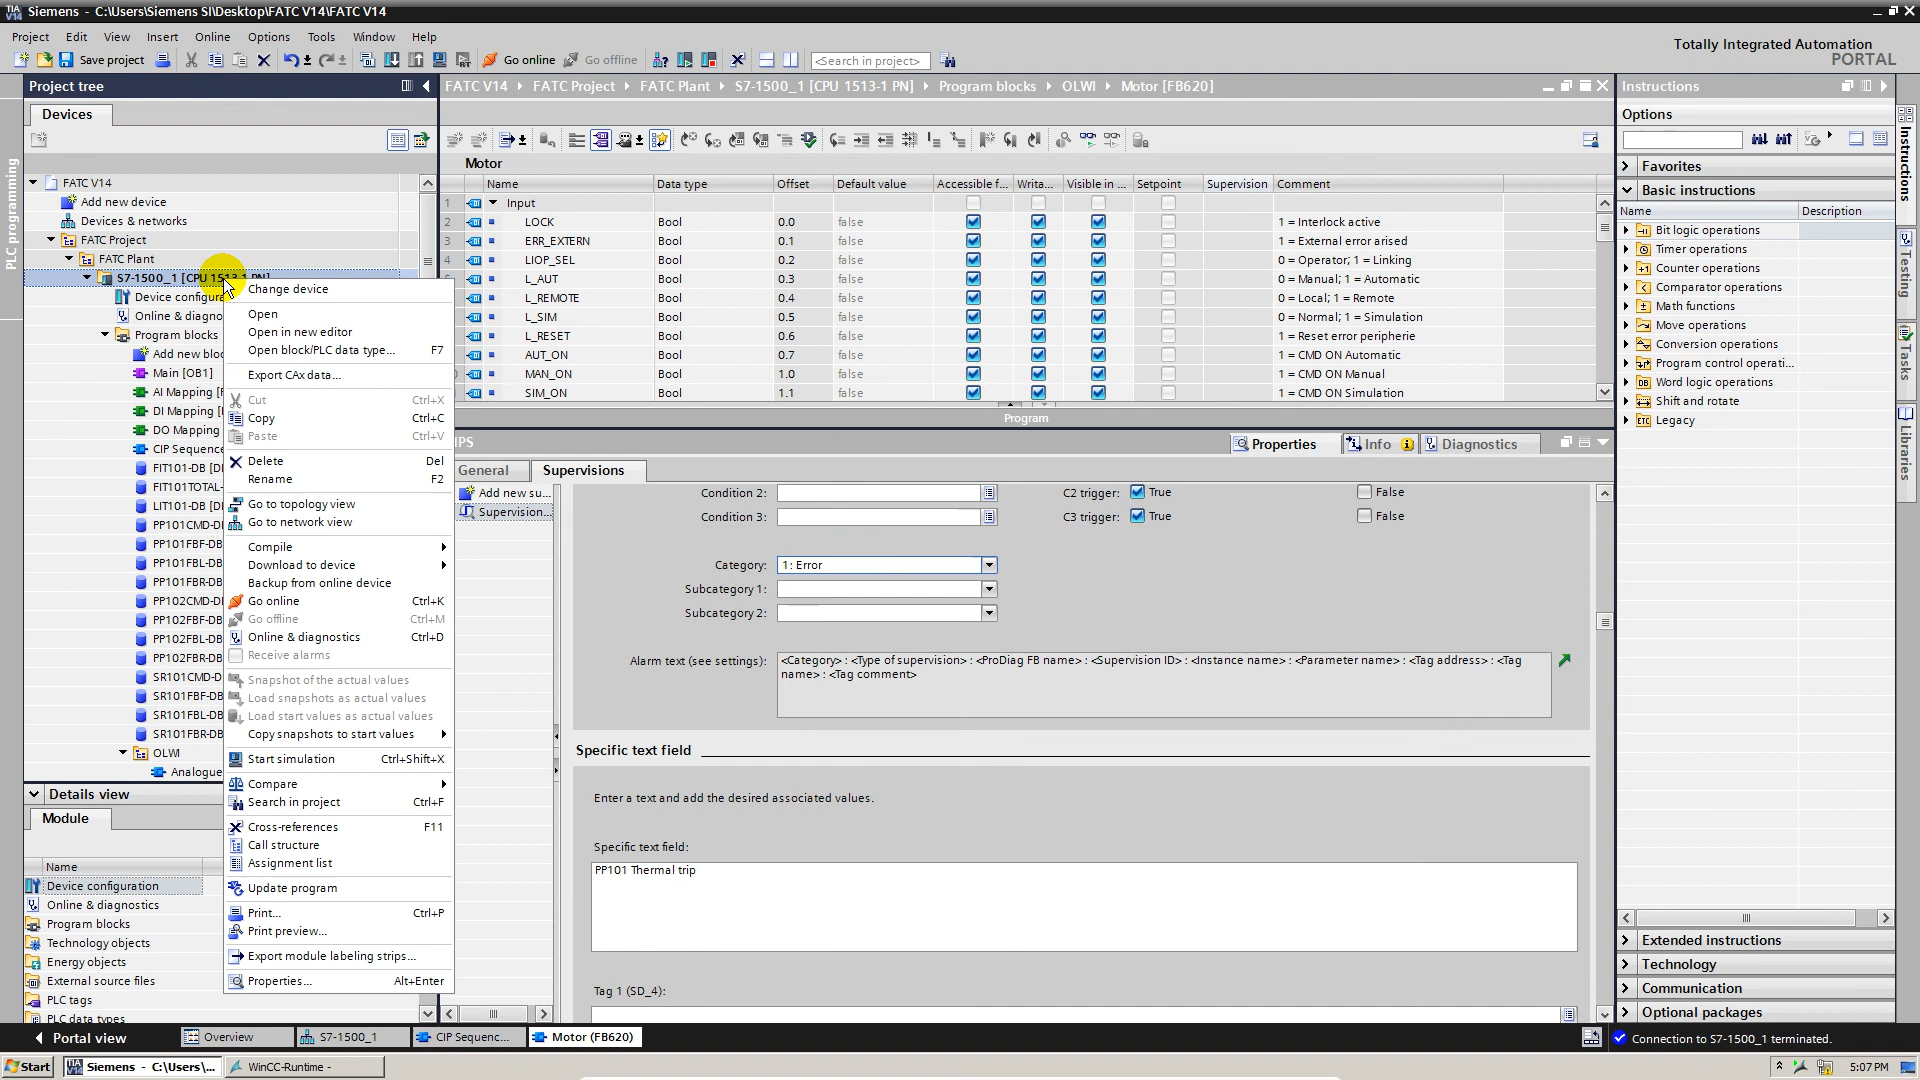 Siemens - C:\Users\Siemens SI\Desktop\FATC V14\FATC V14
Project Edit View Insert Online Options Tools Window Help
Totally Integrated Automation
PORTAL
Save project
Go online
Go offline
<Search in project>
Project tree
FATC V14 FATC Project FATC Plant S7-1500_1 [CPU 1513-1 PN] Program blocks OLWI Motor [FB620]
Instructions
Devices
Options
PLC programming
Motor
Name Data type Offset Default value Accessible f... Writa... Visible in ... Setpoint Supervision Comment
1 Input
2 LOCK Bool 0.0 false 1 = Interlock active
3 ERR_EXTERN Bool 0.1 false 1 = External error arised
4 LIOP_SEL Bool 0.2 false 0 = Operator; 1 = Linking
L_AUT Bool 0.3 false 0 = Manual; 1 = Automatic
L_REMOTE Bool 0.4 false 0 = Local; 1 = Remote
L_SIM Bool 0.5 false 0 = Normal; 1 = Simulation
L_RESET Bool 0.6 false 1 = Reset error peripherie
AUT_ON Bool 0.7 false 1 = CMD ON Automatic
MAN_ON Bool 1.0 false 1 = CMD ON Manual
SIM_ON Bool 1.1 false 1 = CMD ON Simulation
Program
FATC V14
Add new device
Devices & networks
FATC Project
FATC Plant
S7-1500_1 [CPU 1513-1 PN]
Device configura
Online & diagno
Program blocks
Add new bloc
Main [OB1]
AI Mapping [F
DI Mapping [
DO Mapping
CIP Sequence
FIT101-DB [D
FIT101TOTAL-
LIT101-DB [D
PP101CMD-D
PP101FBF-DB
PP101FBL-DB
PP101FBR-DB
PP102CMD-D
PP102FBF-DB
PP102FBL-DB
PP102FBR-DB
SR101CMD-D
SR101FBF-DB
SR101FBL-DB
SR101FBR-DB
OLWI
Analogue
Change device
Open
Open in new editor
Open block/PLC data type... F7
Export CAx data...
Cut Ctrl+X
Copy Ctrl+C
Paste Ctrl+V
Delete Del
Rename F2
Go to topology view
Go to network view
Compile
Download to device
Backup from online device
Go online Ctrl+K
Go offline Ctrl+M
Online & diagnostics Ctrl+D
Receive alarms
Snapshot of the actual values
Load snapshots as actual values
Load start values as actual values
Copy snapshots to start values
Start simulation Ctrl+Shift+X
Compare
Search in project Ctrl+F
Cross-references F11
Call structure
Assignment list
Update program
Print... Ctrl+P
Print preview...
Export module labeling strips...
Properties... Alt+Enter
Details view
Module
Name
Device configuration
Online & diagnostics
Program blocks
Technology objects
Energy objects
External source files
PLC tags
PLC data types
IPS
Properties Info Diagnostics
General Supervisions
Add new su...
Supervision...
Condition 2: C2 trigger: True False
Condition 3: C3 trigger: True False
Category: 1: Error
Subcategory 1:
Subcategory 2:
Alarm text (see settings): <Category> : <Type of supervision> : <ProDiag FB name> : <Supervision ID> : <Instance name> : <Parameter name> : <Tag address> : <Tag
name> : <Tag comment>
Specific text field
Enter a text and add the desired associated values.
Specific text field:
PP101 Thermal trip
Tag 1 (SD_4):
Favorites
Basic instructions
Name Description
Bit logic operations
Timer operations
Counter operations
Comparator operations
Math functions
Move operations
Conversion operations
Program control operati...
Word logic operations
Shift and rotate
Legacy
Extended instructions
Technology
Communication
Optional packages
Instructions
Testing
Tasks
Libraries
Portal view Overview S7-1500_1 CIP Sequenc... Motor (FB620)
Connection to S7-1500_1 terminated.
Start Siemens - C:\Users\... WinCC-Runtime - 5:07 PM